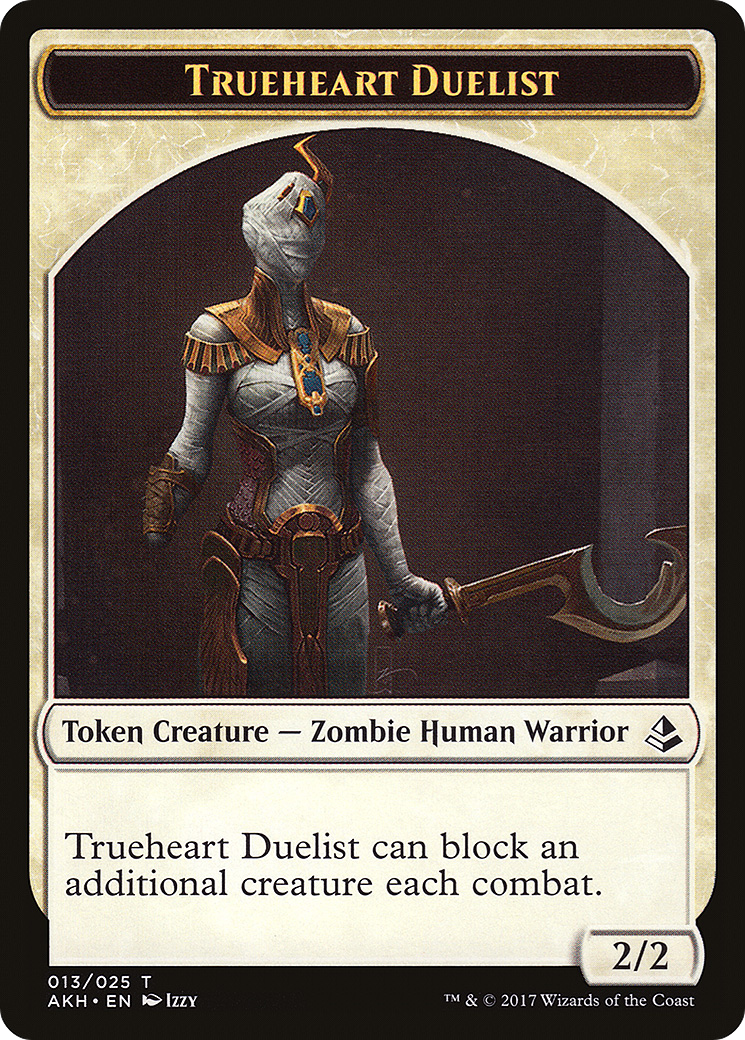 Trueheart Duelist
Token Creature — Zombie Human Warrior
Trueheart Duelist can block an
additional creature each combat.
2/2
013/025 T
AKH • EN Izzy
™ & © 2017 Wizards of the Coast